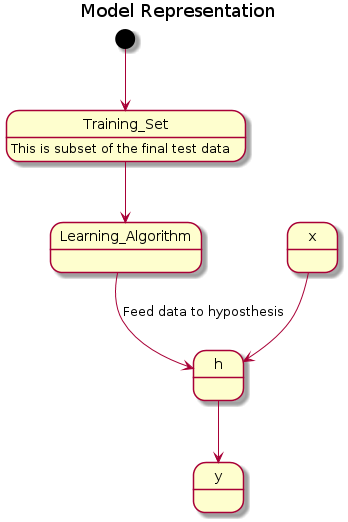 Model Representation
Training_Set
This is subset of the final test data
Learning_Algorithm
x
Feed data to hyposthesis
h
y